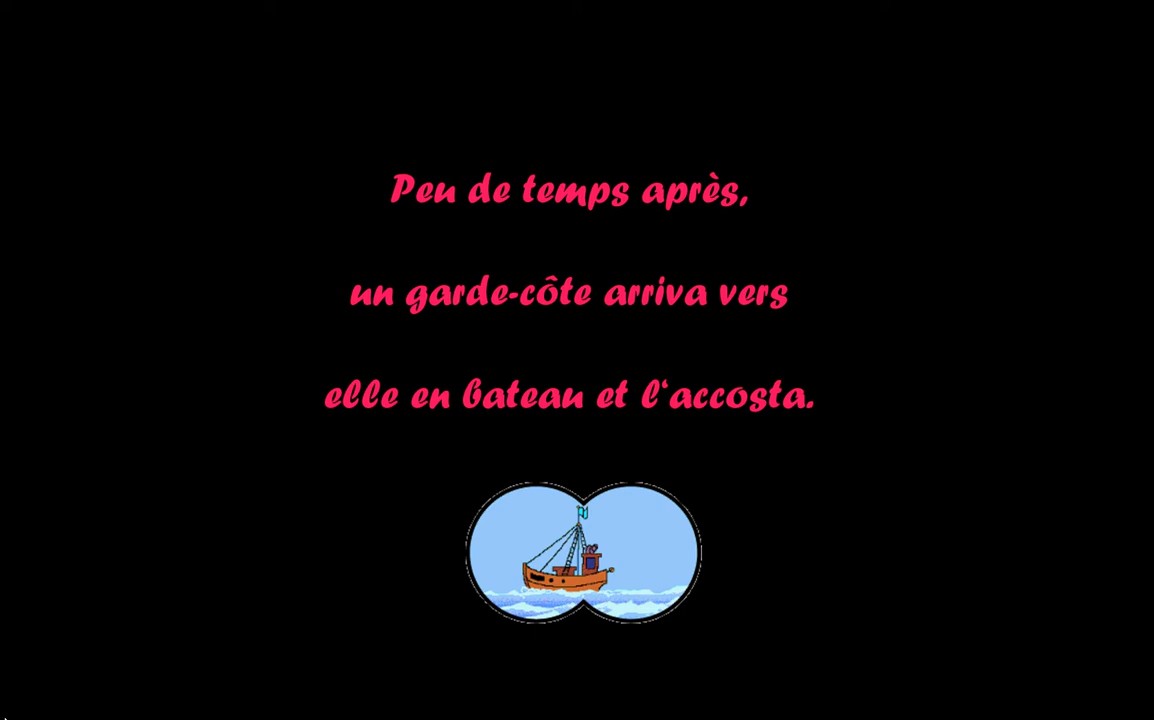 Peu de temps après,
un garde-côte arriva vers
elle en bateau et l‘accosta.